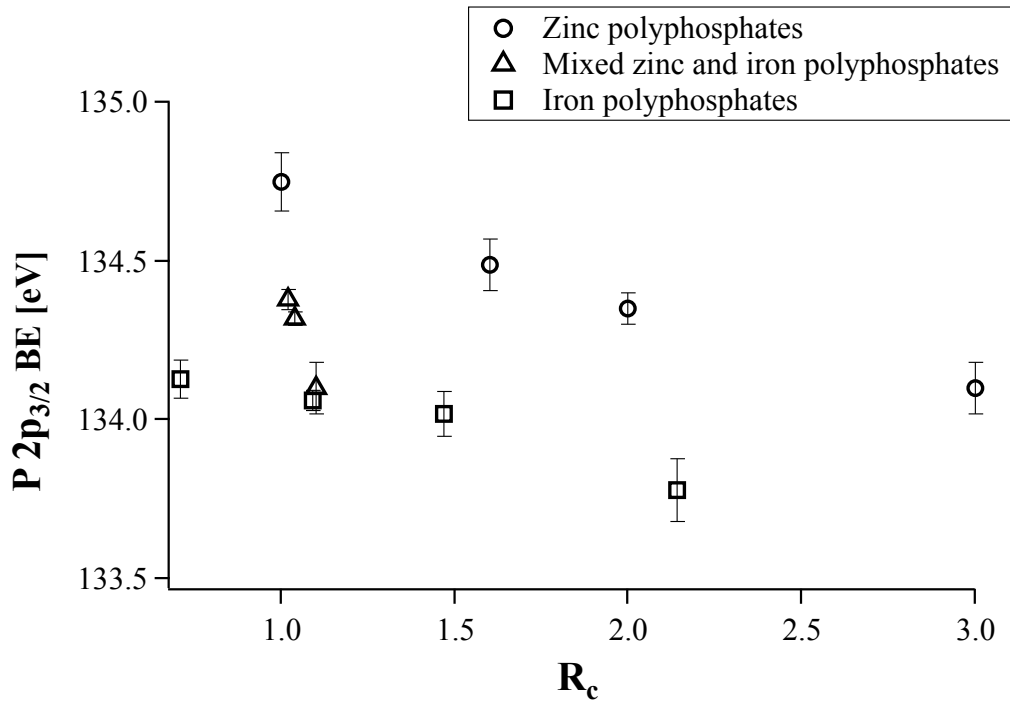 Zinc polyphosphates
Mixed zinc and iron polyphosphates
Iron polyphosphates
135.0
134.5
134.0
133.5
P 2p3/2 BE [eV]
1.0 1.5 2.0 2.5 3.0
Rc